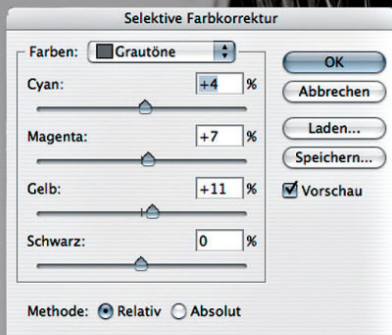 Selektive Farbkorrektur
Farben: Grautöne
Cyan: +4 %
Magenta: +7 %
Gelb: +11 %
Schwarz: 0 %
Methode: Relativ Absolut
OK
Abbrechen
Laden...
Speichern...
Vorschau